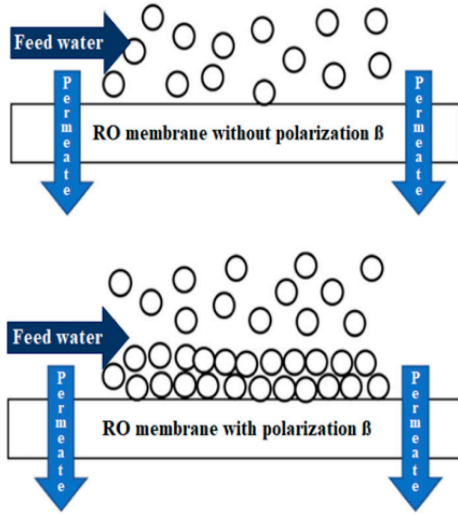 Feed water
Permeate
Permeate
RO membrane without polarization ß
Feed water
Permeate
Permeate
RO membrane with polarization ß